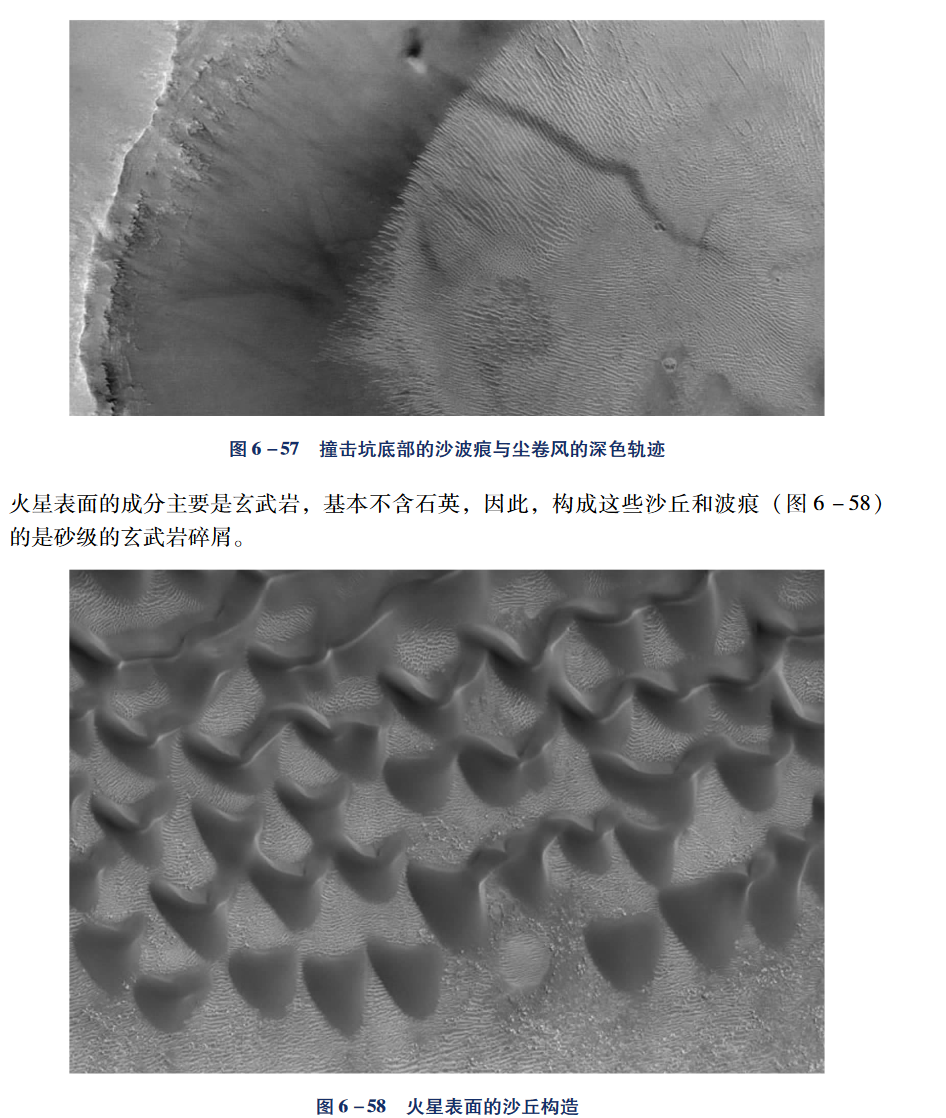 图 6-57 撞击坑底部的沙波痕与尘卷风的深色轨迹
火星表面的成分主要是玄武岩，基本不含石英，因此，构成这些沙丘和波痕（图 6-58）
的是砂级的玄武岩碎屑。
图 6-58 火星表面的沙丘构造